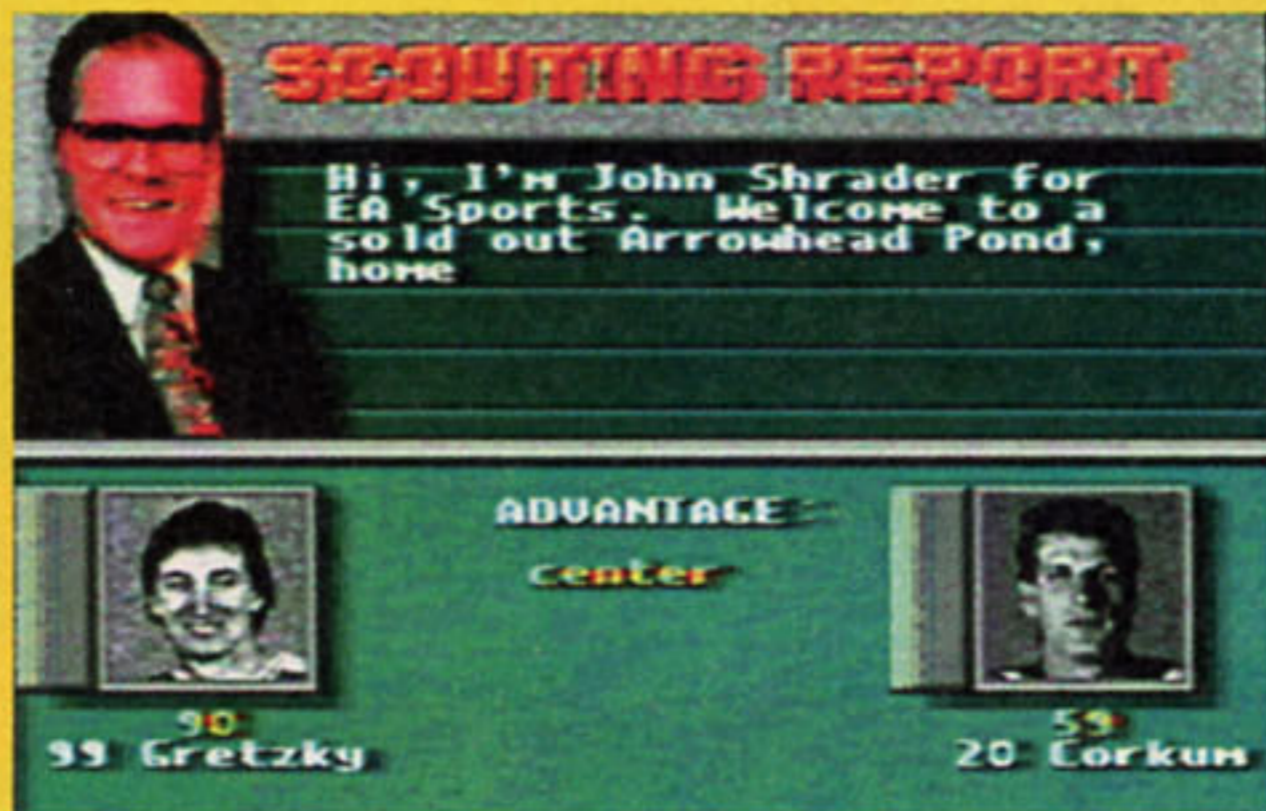 SCOUTING REPORT
Hi, I'm John Shrader for
EA Sports. Welcome to a
sold out Arrowhead Pond,
home
ADVANTAGE
center
90
99 Gretzky
59
20 Corkum